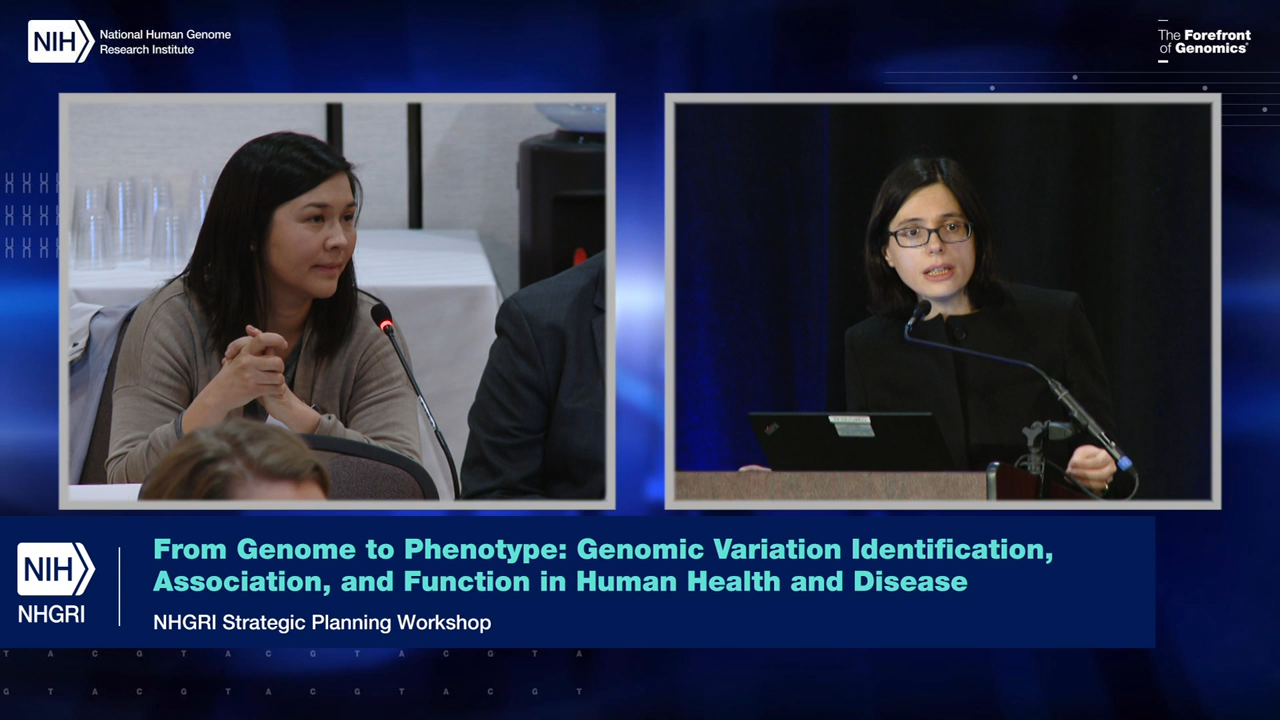 NIH
National Human Genome
Research Institute
The Forefront
of Genomics®
From Genome to Phenotype: Genomic Variation Identification,
Association, and Function in Human Health and Disease
NIH
NHGRI
NHGRI Strategic Planning Workshop
T A C G T A C G T A C G T A
G T A C G T A C G T A C G T